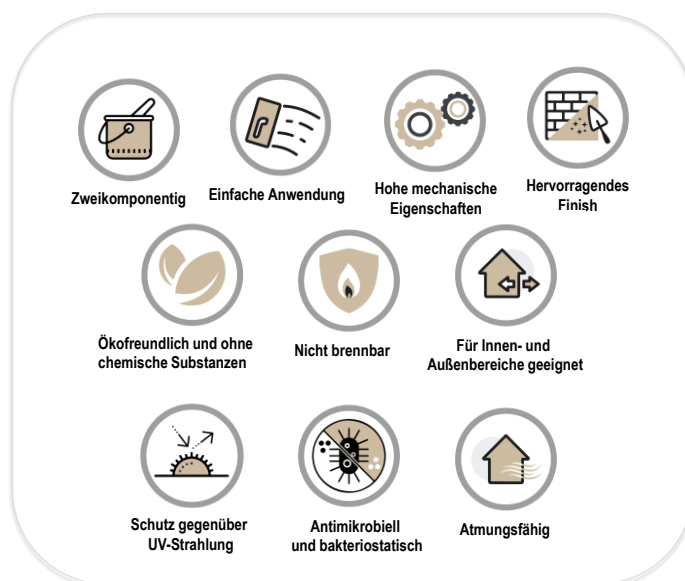 Zweikomponentig
Einfache Anwendung
Hohe mechanische
Eigenschaften
Hervorragendes
Finish
Ökofreundlich und ohne
chemische Substanzen
Nicht brennbar
Für Innen- und
Außenbereiche geeignet
Schutz gegenüber
UV-Strahlung
Antimikrobiell
und bakteriostatisch
Atmungsfähig